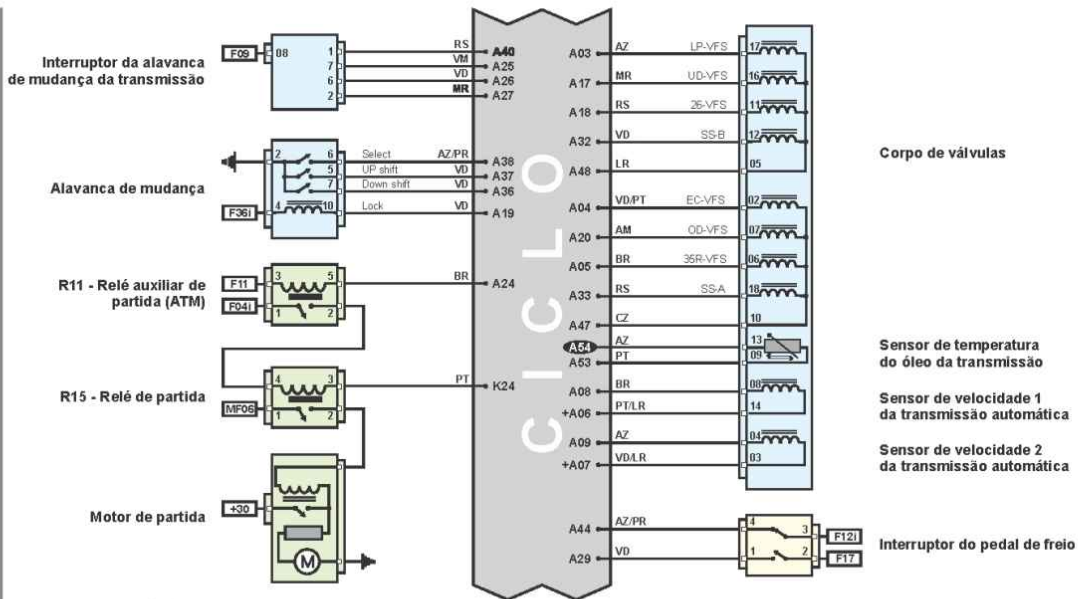 Interruptor da alavanca
de mudança da transmissão
F09
08
1
7
6
2
RS
VM
VD
MR
A40
A25
A26
A27
Alavanca de mudança
F36i
2
4
6
5
7
10
Select
UP shift
Down shift
Lock
AZ/PR
VD
VD
VD
A38
A37
A36
A19
R11 - Relé auxiliar de
partida (ATM)
F11
F04i
3
5
1
2
BR
A24
R15 - Relé de partida
MF06
4
3
1
2
PT
K24
Motor de partida
+30
M
CICLO
A03 AZ LP-VFS 17
A17 MR UD-VFS 16
A18 RS 26-VFS 11
A32 VD SS-B 12
A48 LR 05
A04 VD/PT EC-VFS 02
A20 AM OD-VFS 07
A05 BR 35R-VFS 06
A33 RS SS-A 18
A47 CZ 10
Corpo de válvulas
A54 AZ 13
A53 PT 09
Sensor de temperatura
do óleo da transmissão
A08 BR 08
+A06 PT/LR 14
Sensor de velocidade 1
da transmissão automática
A09 AZ 04
+A07 VD/LR 03
Sensor de velocidade 2
da transmissão automática
A44 AZ/PR 4 3 F12i
A29 VD 1 2 F17
Interruptor do pedal de freio